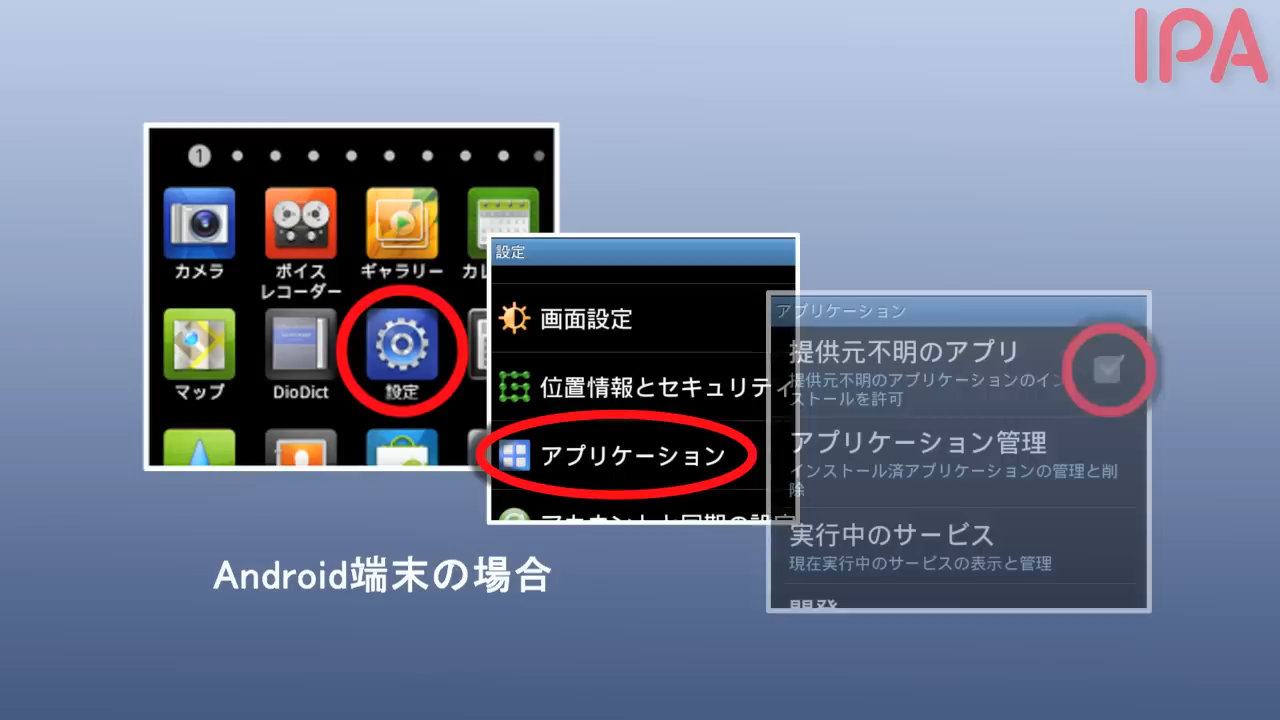 IPA
1
カメラ
ボイス
レコーダー
ギャラリー
マップ
DioDict
設定
設定
画面設定
位置情報とセキュリティ
アプリケーション
アプリケーション
提供元不明のアプリ
提供元不明のアプリケーションのイン
ストールを許可
アプリケーション管理
インストール済アプリケーションの管理と削
除
実行中のサービス
現在実行中のサービスの表示と管理
開発
Android端末の場合